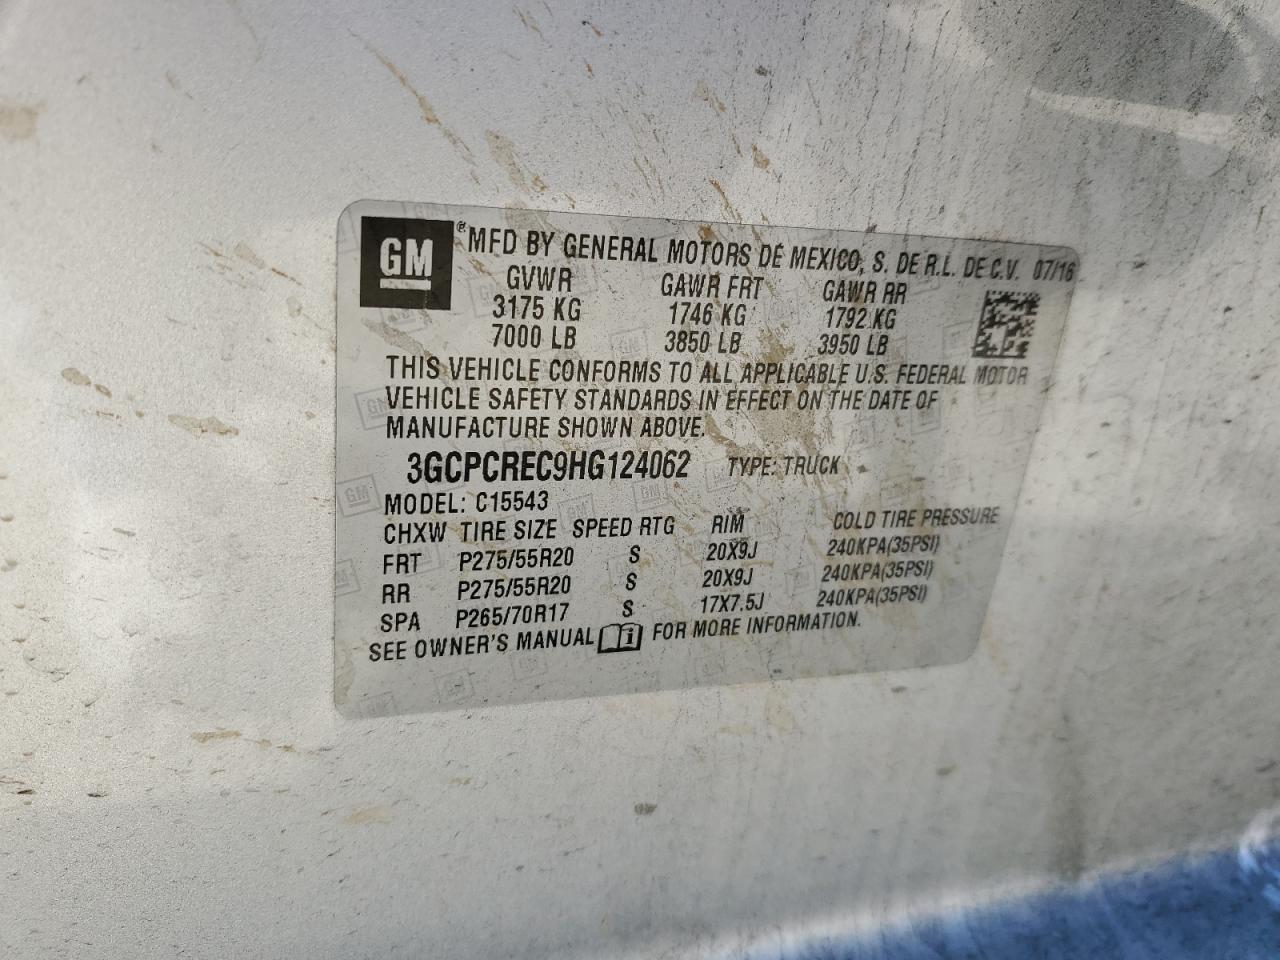 GM ® MFD BY GENERAL MOTORS DE MEXICO, S. DE R.L. DE C.V. 07/16
GVWR GAWR FRT GAWR RR
3175 KG 1746 KG 1792 KG
7000 LB 3850 LB 3950 LB
THIS VEHICLE CONFORMS TO ALL APPLICABLE U.S. FEDERAL MOTOR
VEHICLE SAFETY STANDARDS IN EFFECT ON THE DATE OF
MANUFACTURE SHOWN ABOVE.
3GCPCREC9HG124062 TYPE: TRUCK
MODEL: C15543
CHXW TIRE SIZE SPEED RTG RIM COLD TIRE PRESSURE
FRT P275/55R20 S 20X9J 240KPA(35PSI)
RR P275/55R20 S 20X9J 240KPA(35PSI)
SPA P265/70R17 S 17X7.5J 240KPA(35PSI)
SEE OWNER'S MANUAL i FOR MORE INFORMATION.